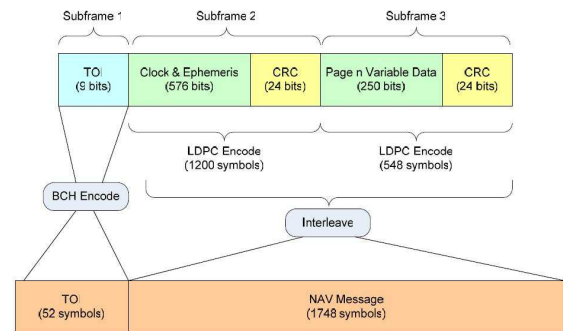 Subframe 1
Subframe 2
Subframe 3
TOI
(9 bits)
Clock & Ephemeris
(576 bits)
CRC
(24 bits)
Page n Variable Data
(250 bits)
CRC
(24 bits)
LDPC Encode
(1200 symbols)
LDPC Encode
(548 symbols)
BCH Encode
Interleave
TOI
(52 symbols)
NAV Message
(1748 symbols)